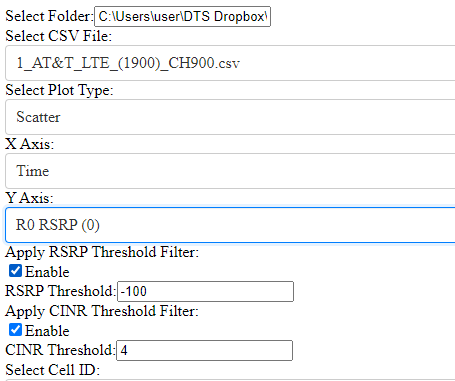 Select Folder: C:\Users\user\DTS Dropbox\
Select CSV File:
1_AT&T_LTE_(1900)_CH900.csv
Select Plot Type:
Scatter
X Axis:
Time
Y Axis:
R0 RSRP (0)
Apply RSRP Threshold Filter:
Enable
RSRP Threshold: -100
Apply CINR Threshold Filter:
Enable
CINR Threshold: 4
Select Cell ID: